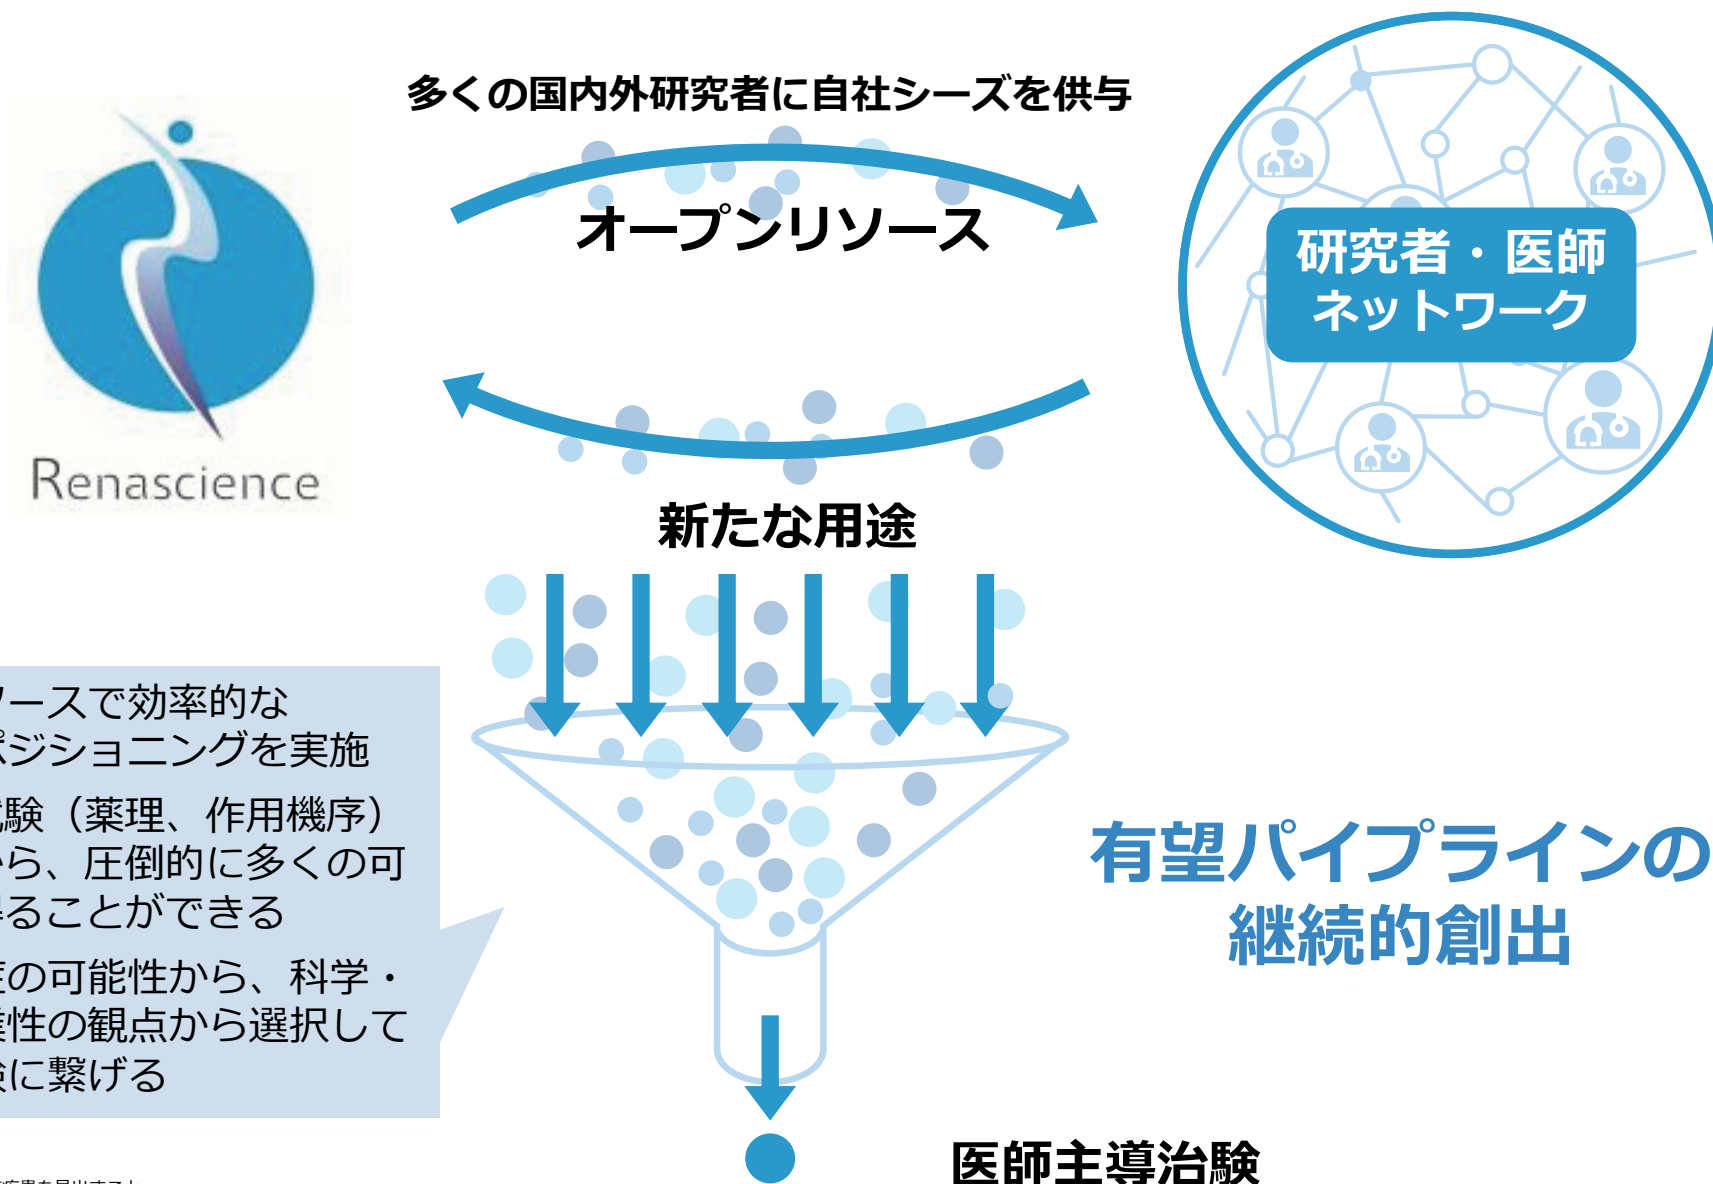 多くの国内外研究者に自社シーズを供与
オープンリソース
研究者・医師
ネットワーク
Renascience
新たな用途
ースで効率的な
ポジショニングを実施
験（薬理、作用機序）
から、圧倒的に多くの可
ることができる
の可能性から、科学・
性の観点から選択して
に繋げる
有望パイプラインの
継続的創出
医師主導治験